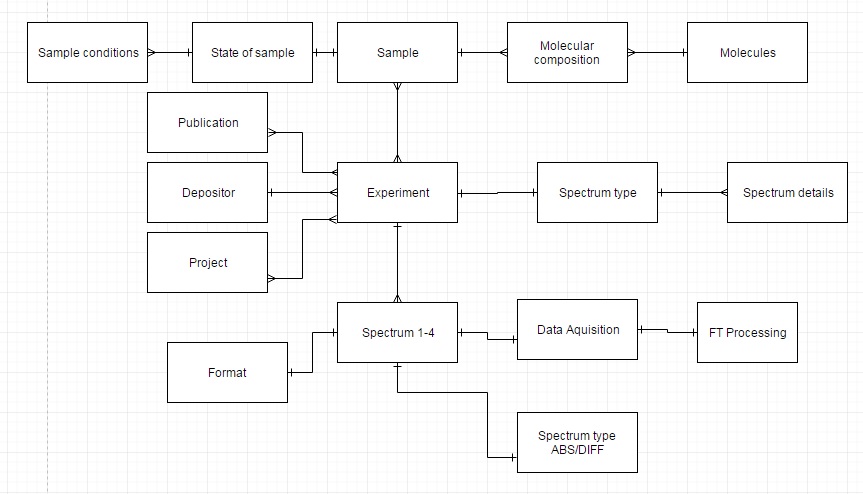 Sample conditions
State of sample
Sample
Molecular
composition
Molecules
Publication
Depositor
Experiment
Spectrum type
Spectrum details
Project
Spectrum 1-4
Data Aquisition
FT Processing
Format
Spectrum type
ABS/DIFF